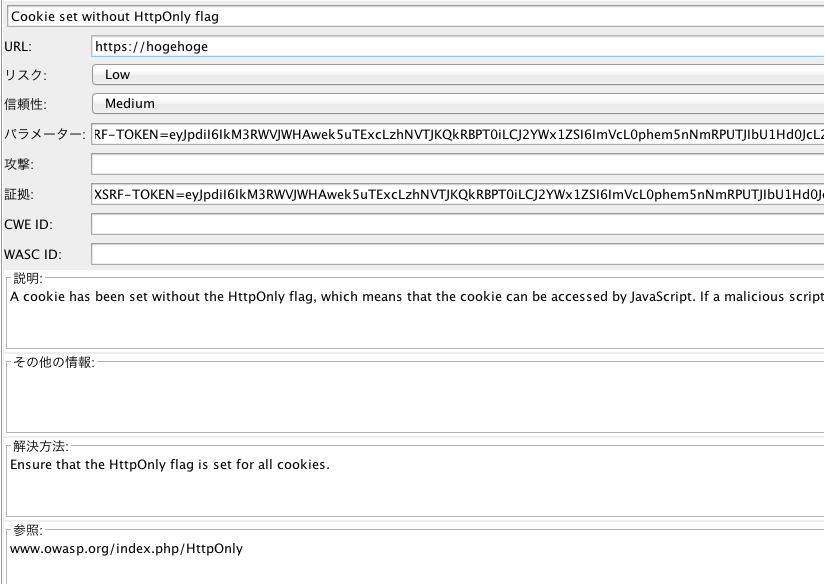 Cookie set without HttpOnly flag
URL: https://hogehoge
リスク: Low
信頼性: Medium
パラメーター: RF-TOKEN=eyJpdiI6IkM3RWVJWHAwek5uTExcLzhNVTJKQkRBPT0iLCJ2YWx1ZSI6ImVcL0phem5nNmRPUTJIbU1Hd0JcL2
攻撃:
証拠: XSRF-TOKEN=eyJpdiI6IkM3RWVJWHAwek5uTExcLzhNVTJKQkRBPT0iLCJ2YWx1ZSI6ImVcL0phem5nNmRPUTJIbU1Hd0Jc
CWE ID:
WASC ID:
説明:
A cookie has been set without the HttpOnly flag, which means that the cookie can be accessed by JavaScript. If a malicious script
その他の情報:
解決方法:
Ensure that the HttpOnly flag is set for all cookies.
参照:
www.owasp.org/index.php/HttpOnly